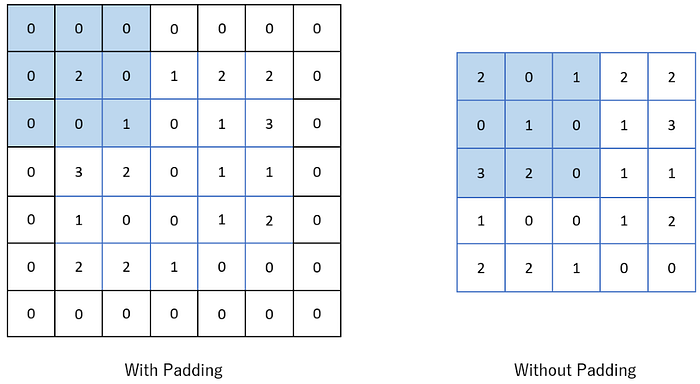 0 0 0 0 0 0 0
0 2 0 1 2 2 0
0 0 1 0 1 3 0
0 3 2 0 1 1 0
0 1 0 0 1 2 0
0 2 2 1 0 0 0
0 0 0 0 0 0 0
With Padding
2 0 1 2 2
0 1 0 1 3
3 2 0 1 1
1 0 0 1 2
2 2 1 0 0
Without Padding